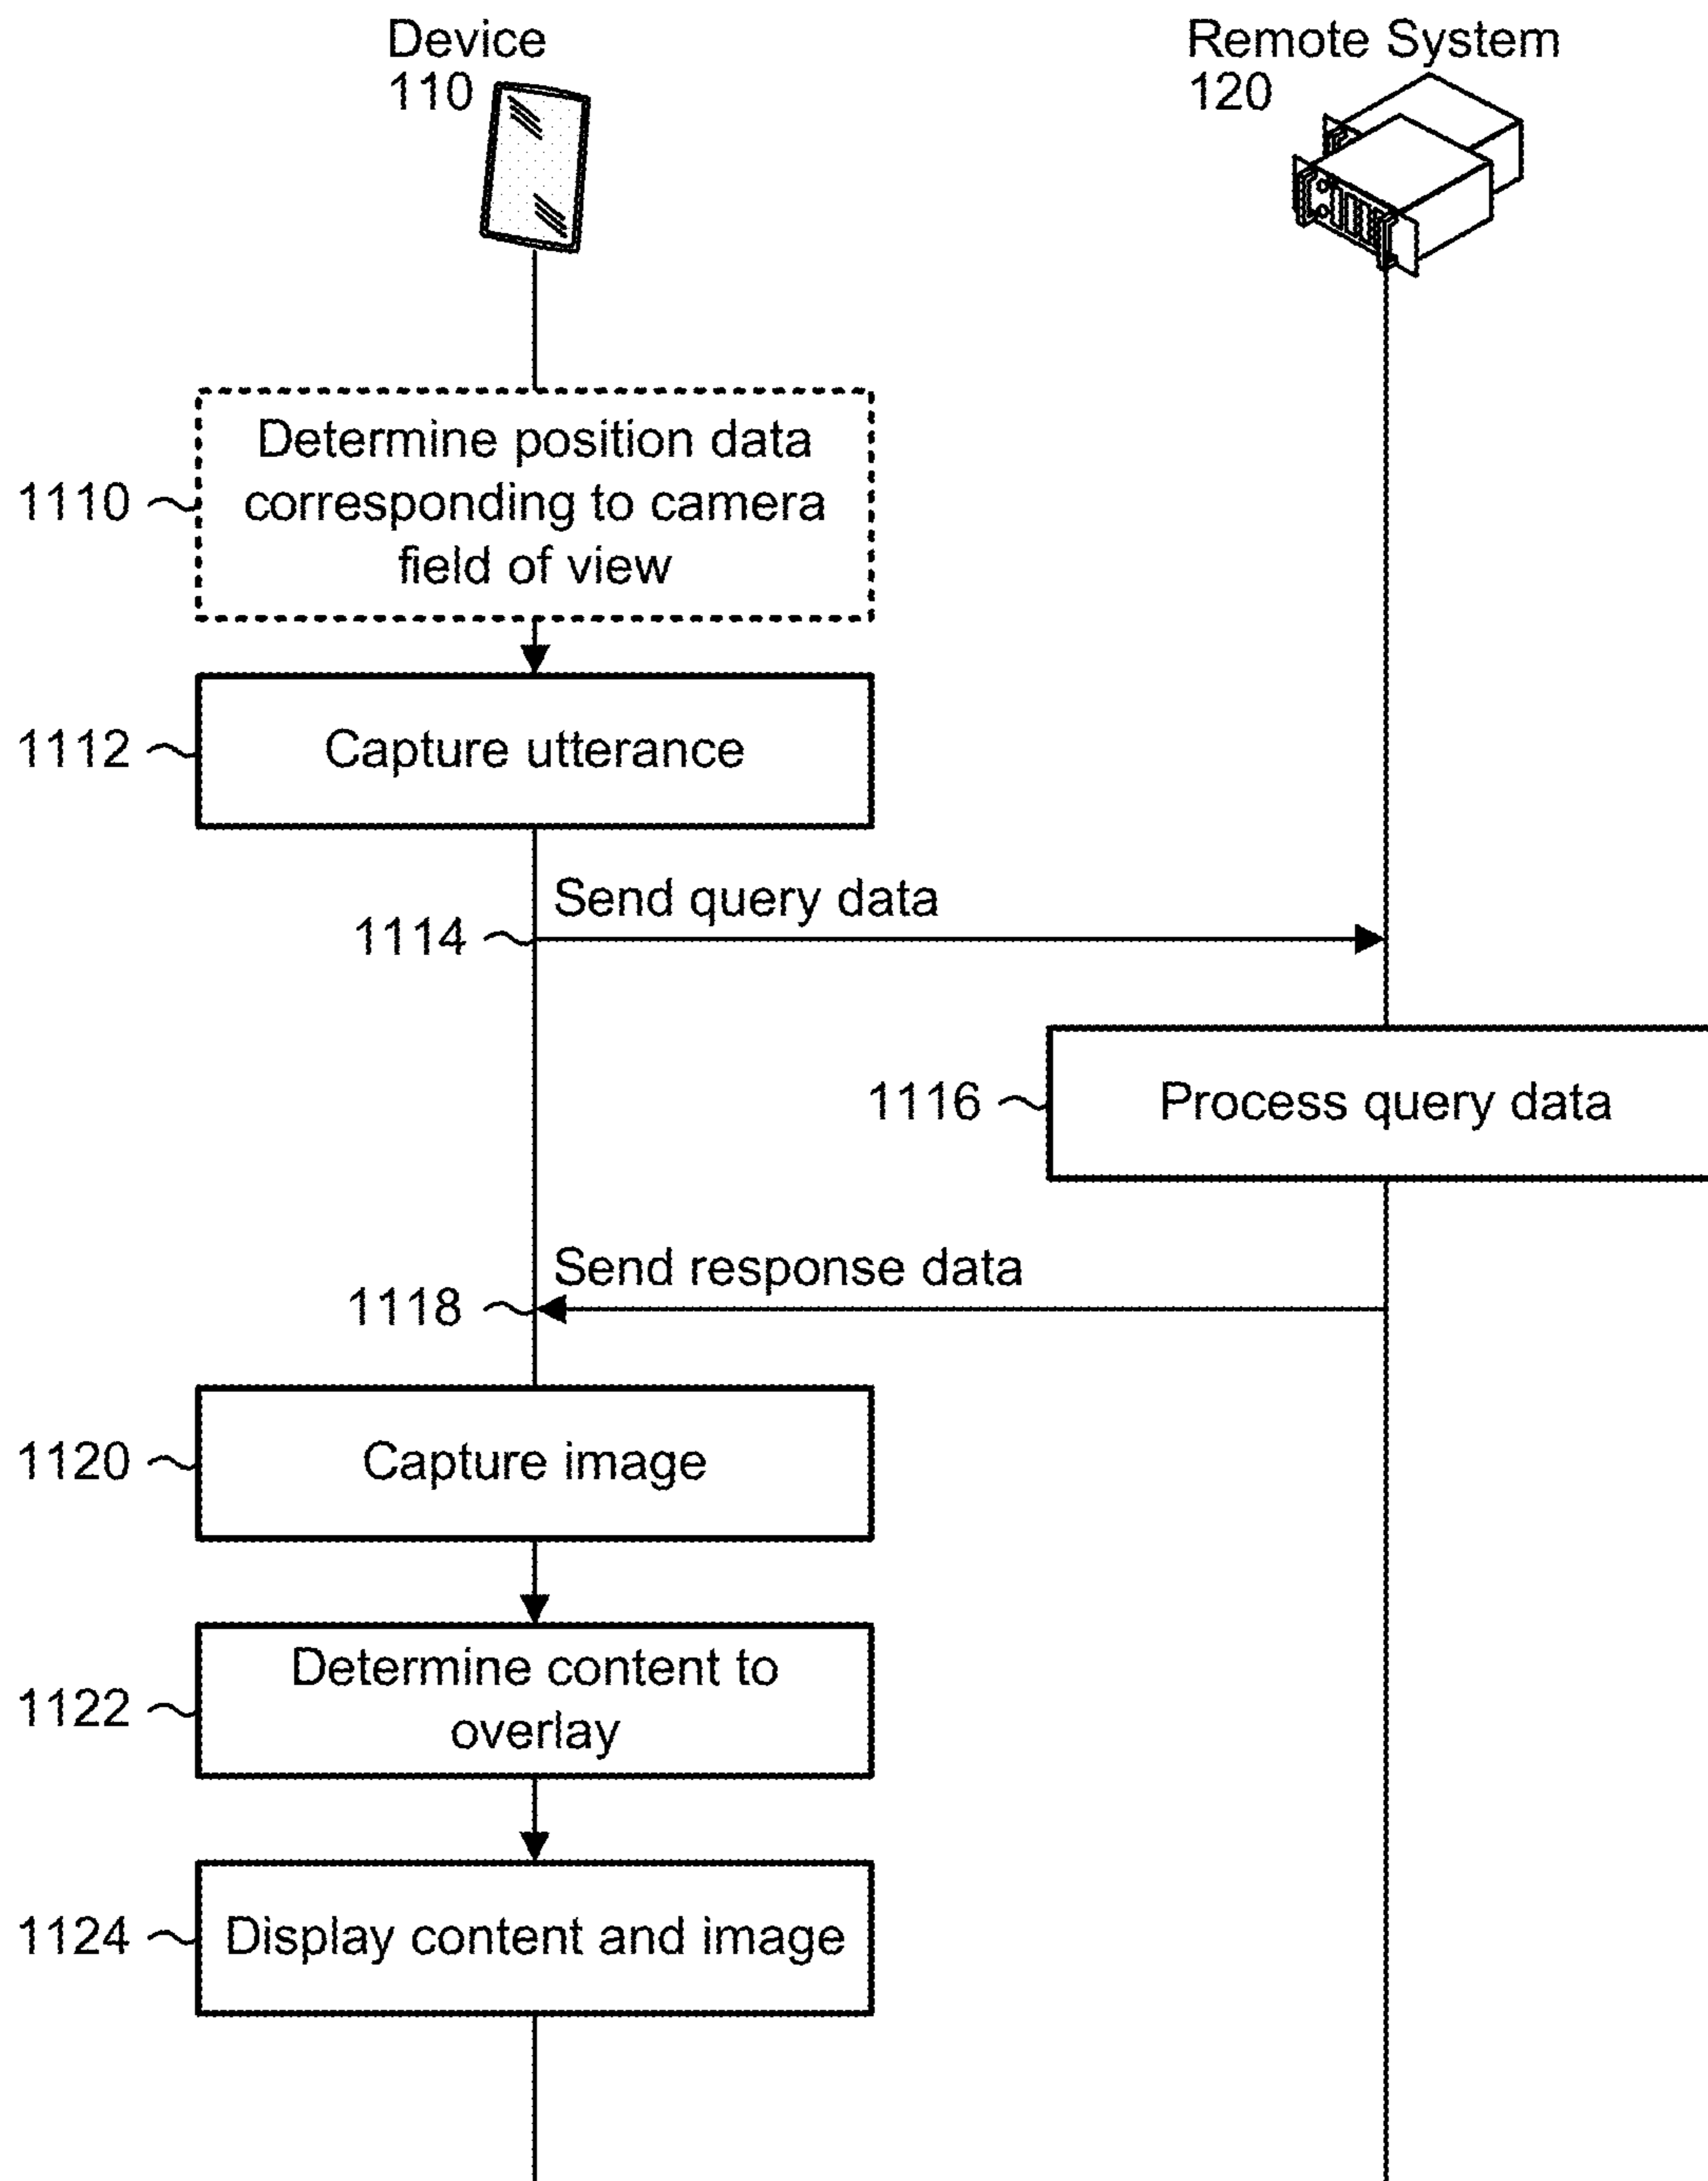 Device
110
Remote System
120
Determine position data
corresponding to camera
field of view
1110
Capture utterance
1112
Send query data
1114
Process query data
1116
Send response data
1118
Capture image
1120
Determine content to
overlay
1122
Display content and image
1124